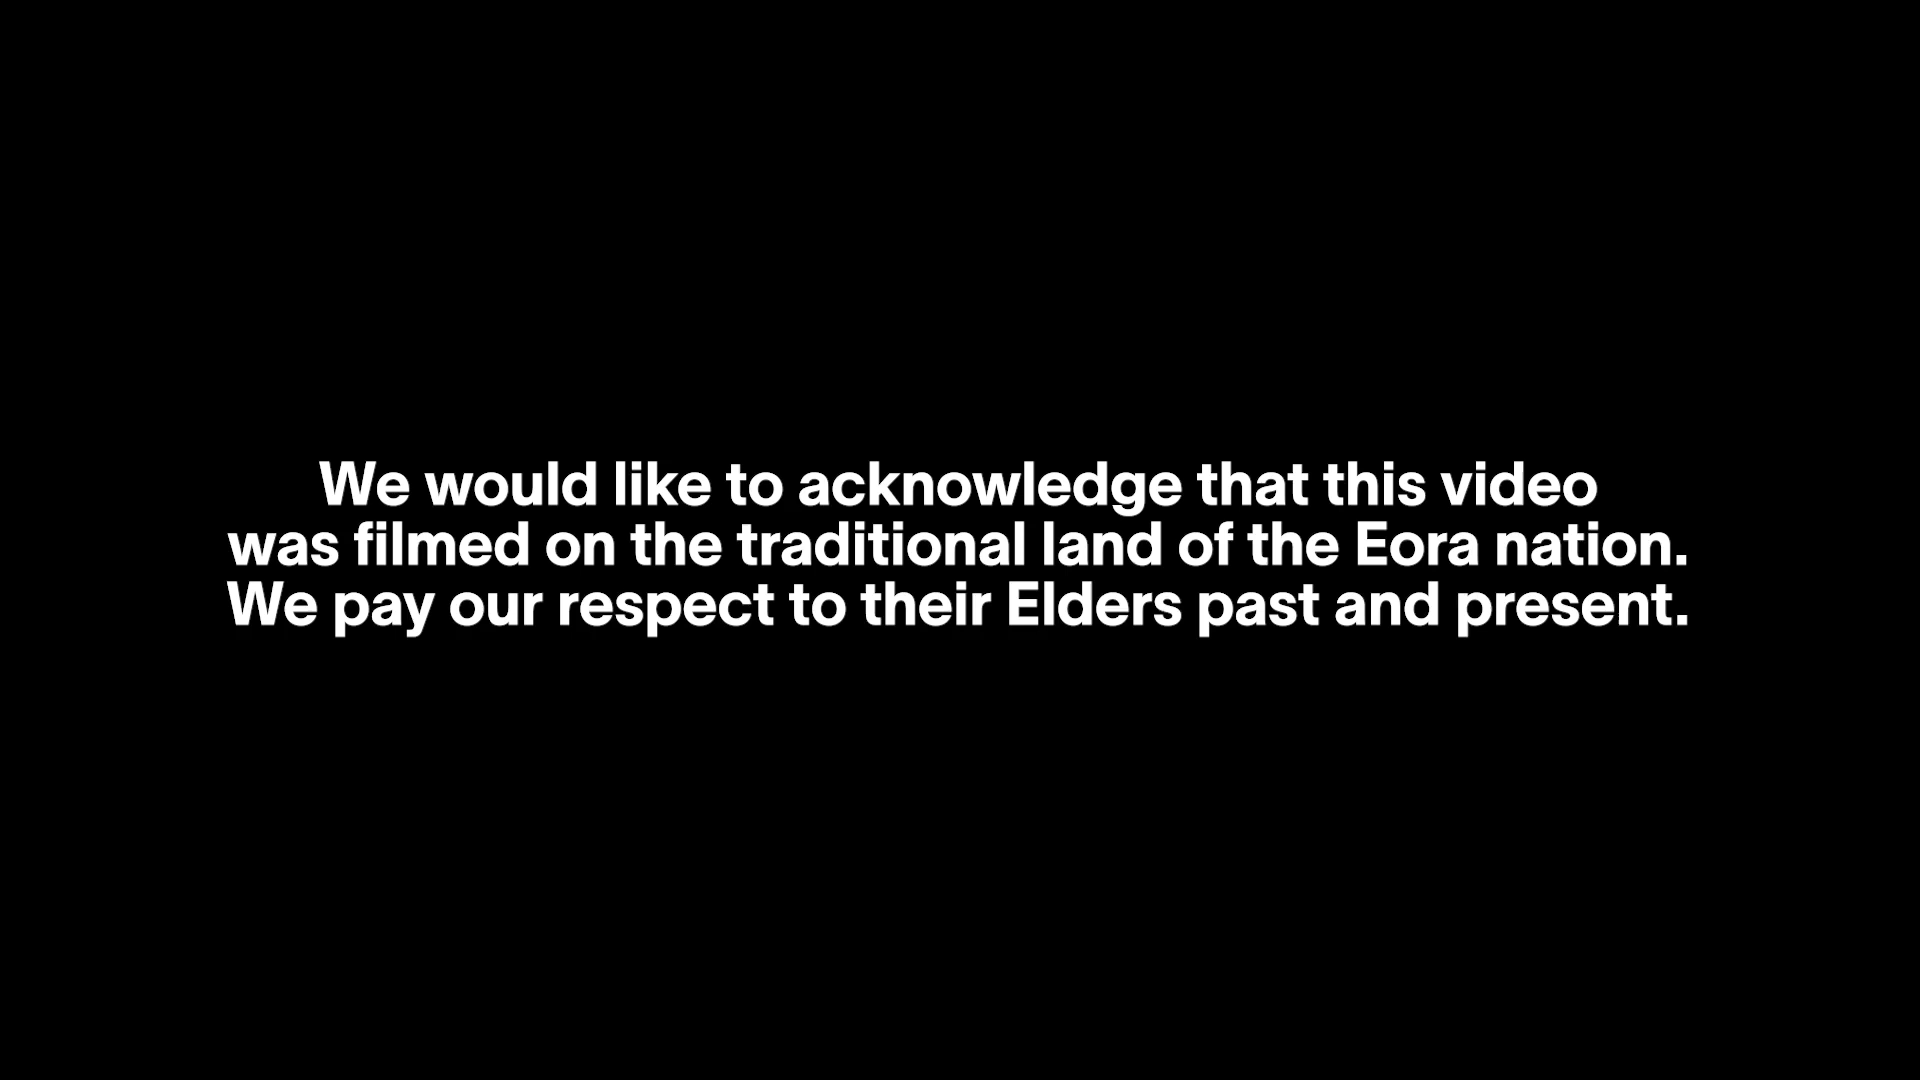 We would like to acknowledge that this video
was filmed on the traditional land of the Eora nation.
We pay our respect to their Elders past and present.